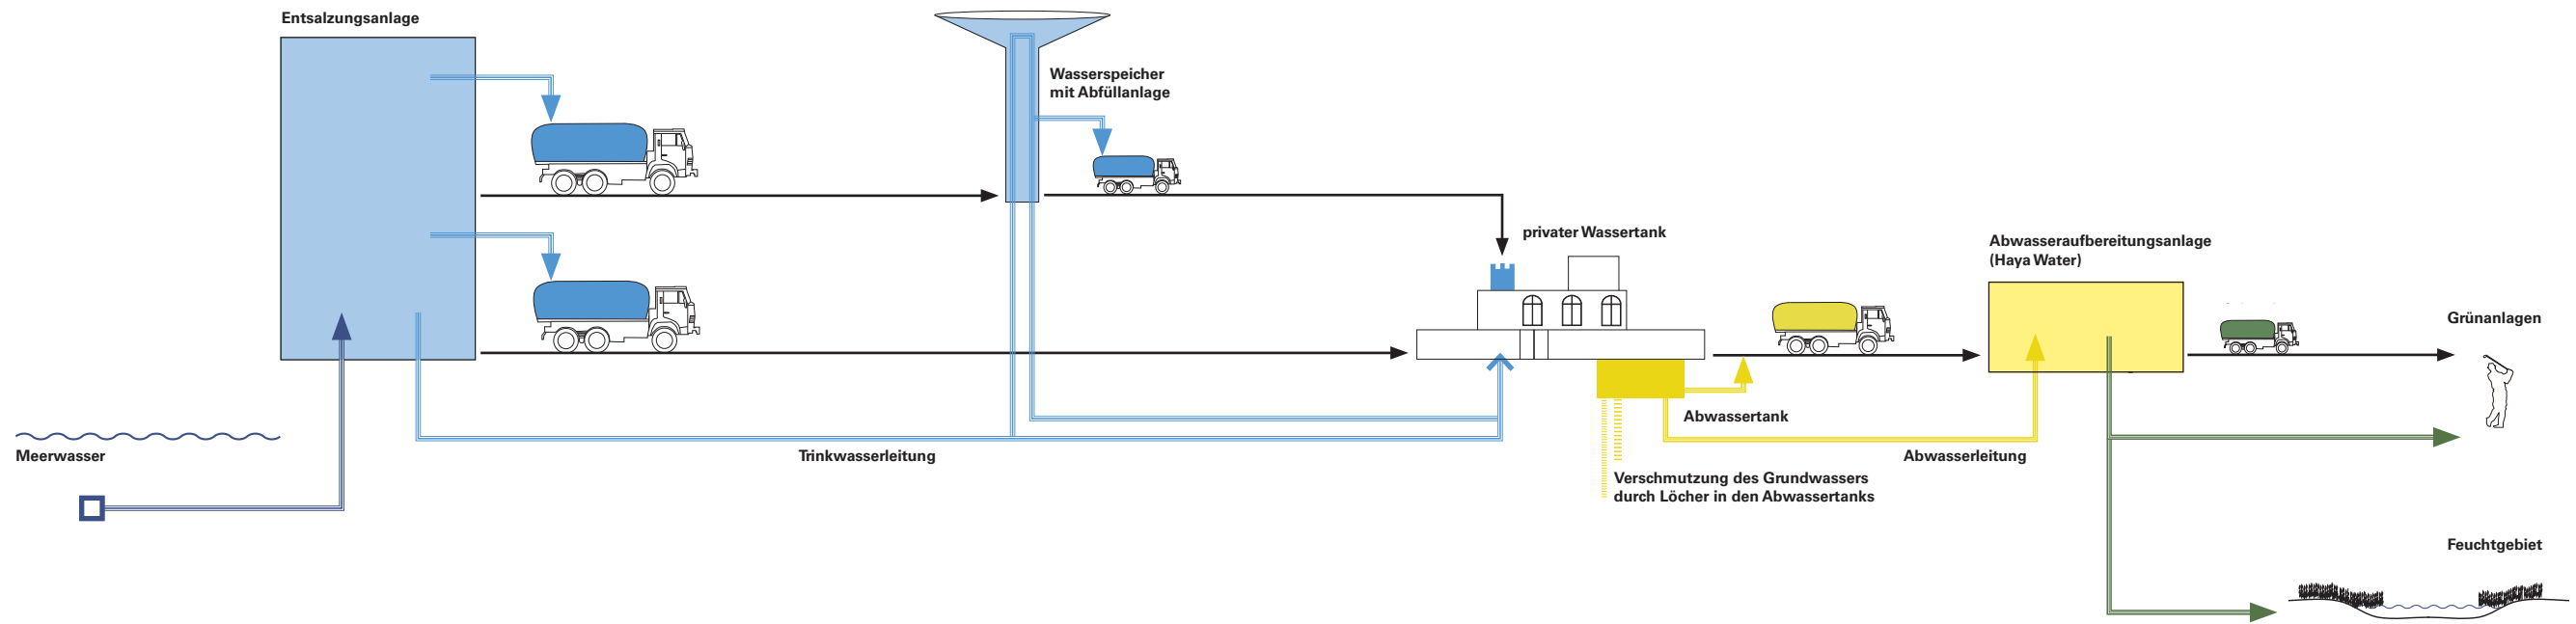 Entsalzungsanlage
Wasserspeicher
mit Abfüllanlage
privater Wassertank
Abwasseraufbereitungsanlage
(Haya Water)
Grünanlagen
Abwassertank
Meerwasser
Trinkwasserleitung
Abwasserleitung
Verschmutzung des Grundwassers
durch Löcher in den Abwassertanks
Feuchtgebiet